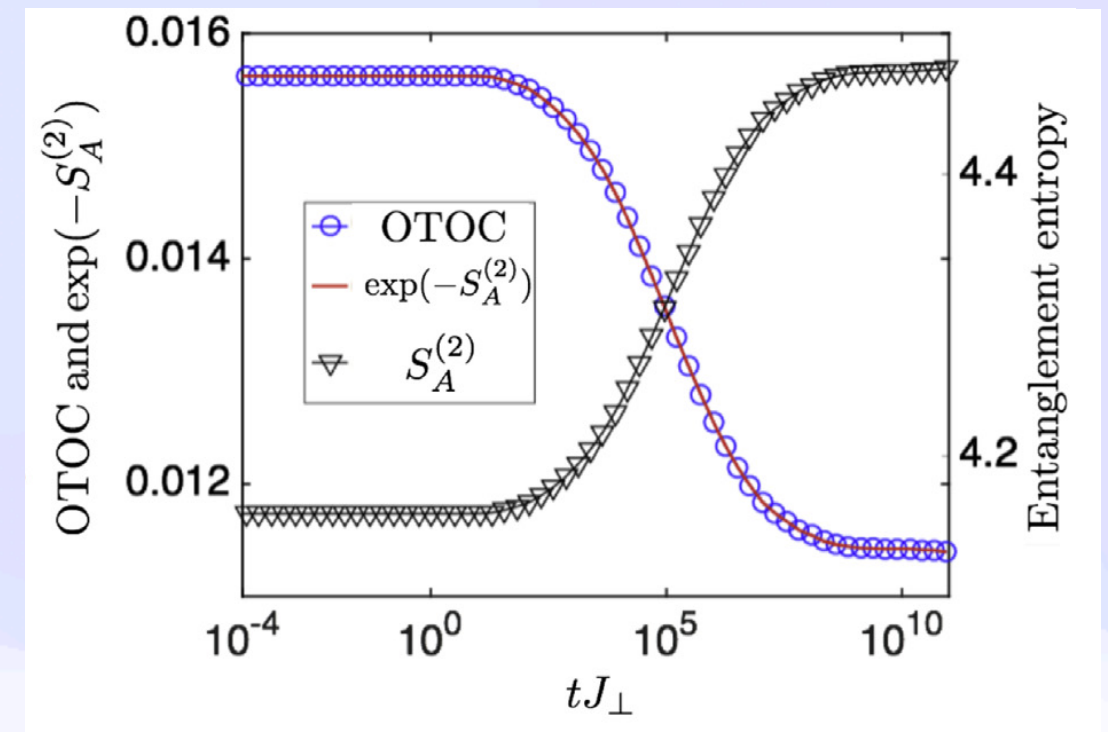 0.016
0.014
0.012
OTOC and exp(−S_A^(2))
OTOC
exp(−S_A^(2))
S_A^(2)
4.4
4.2
Entanglement entropy
10^-4
10^0
10^5
10^10
tJ_⊥